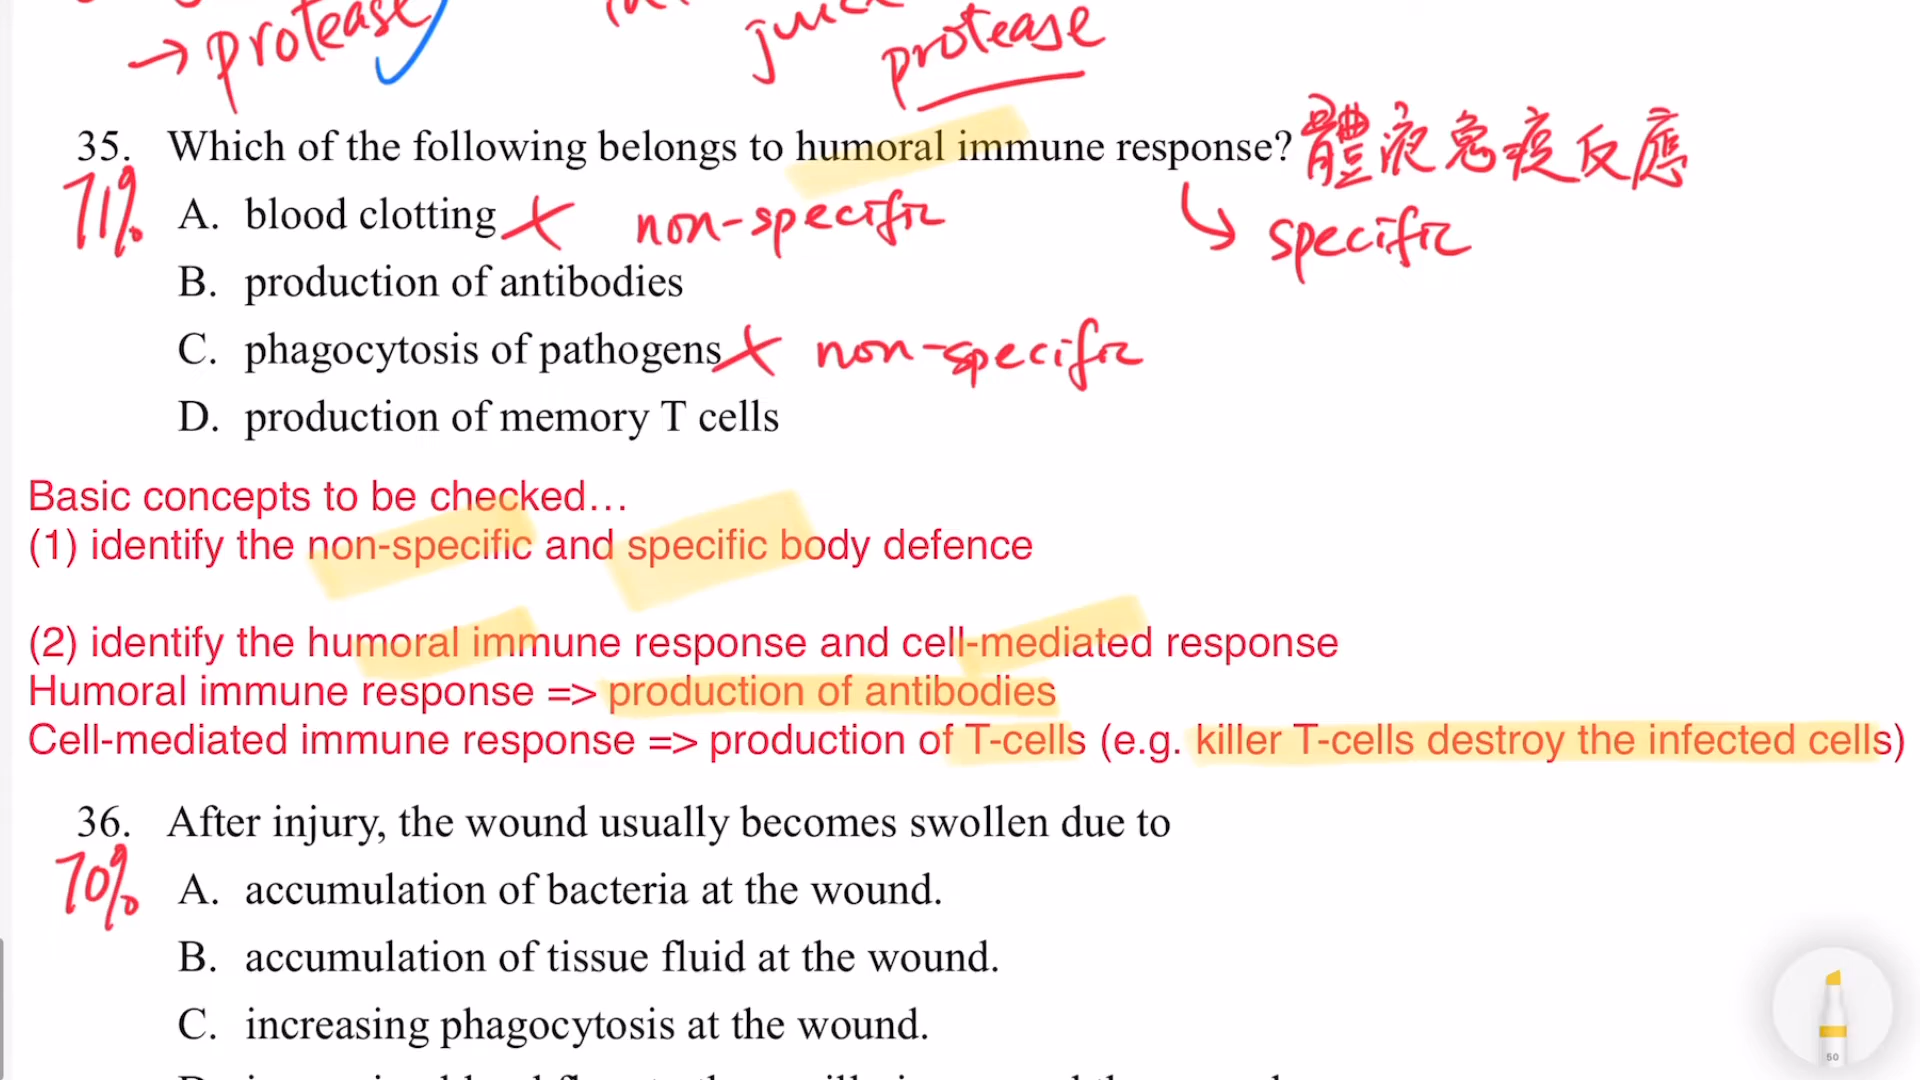 → protease
juice
protease
35. Which of the following belongs to humoral immune response? 體液免疫反應
71%
↳ specific
A. blood clotting ✗ non-specific
B. production of antibodies
C. phagocytosis of pathogens ✗ non-specific
D. production of memory T cells
Basic concepts to be checked…
(1) identify the non-specific and specific body defence
(2) identify the humoral immune response and cell-mediated response
Humoral immune response => production of antibodies
Cell-mediated immune response => production of T-cells (e.g. killer T-cells destroy the infected cells)
36. After injury, the wound usually becomes swollen due to
70%
A. accumulation of bacteria at the wound.
B. accumulation of tissue fluid at the wound.
C. increasing phagocytosis at the wound.
50